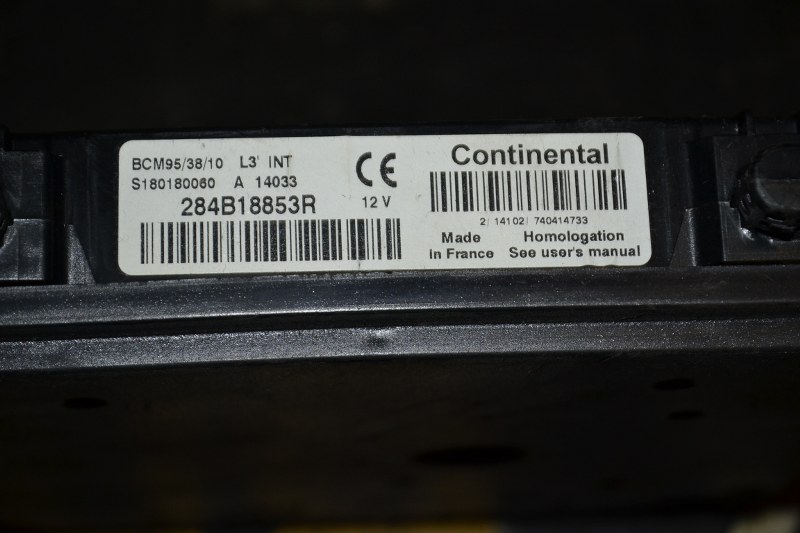 BCM95/38/10 L3' INT
S180180060 A 14033
284B18853R
CE
12 V
Continental
2/ 14102/ 740414733
Made in France
Homologation See user's manual